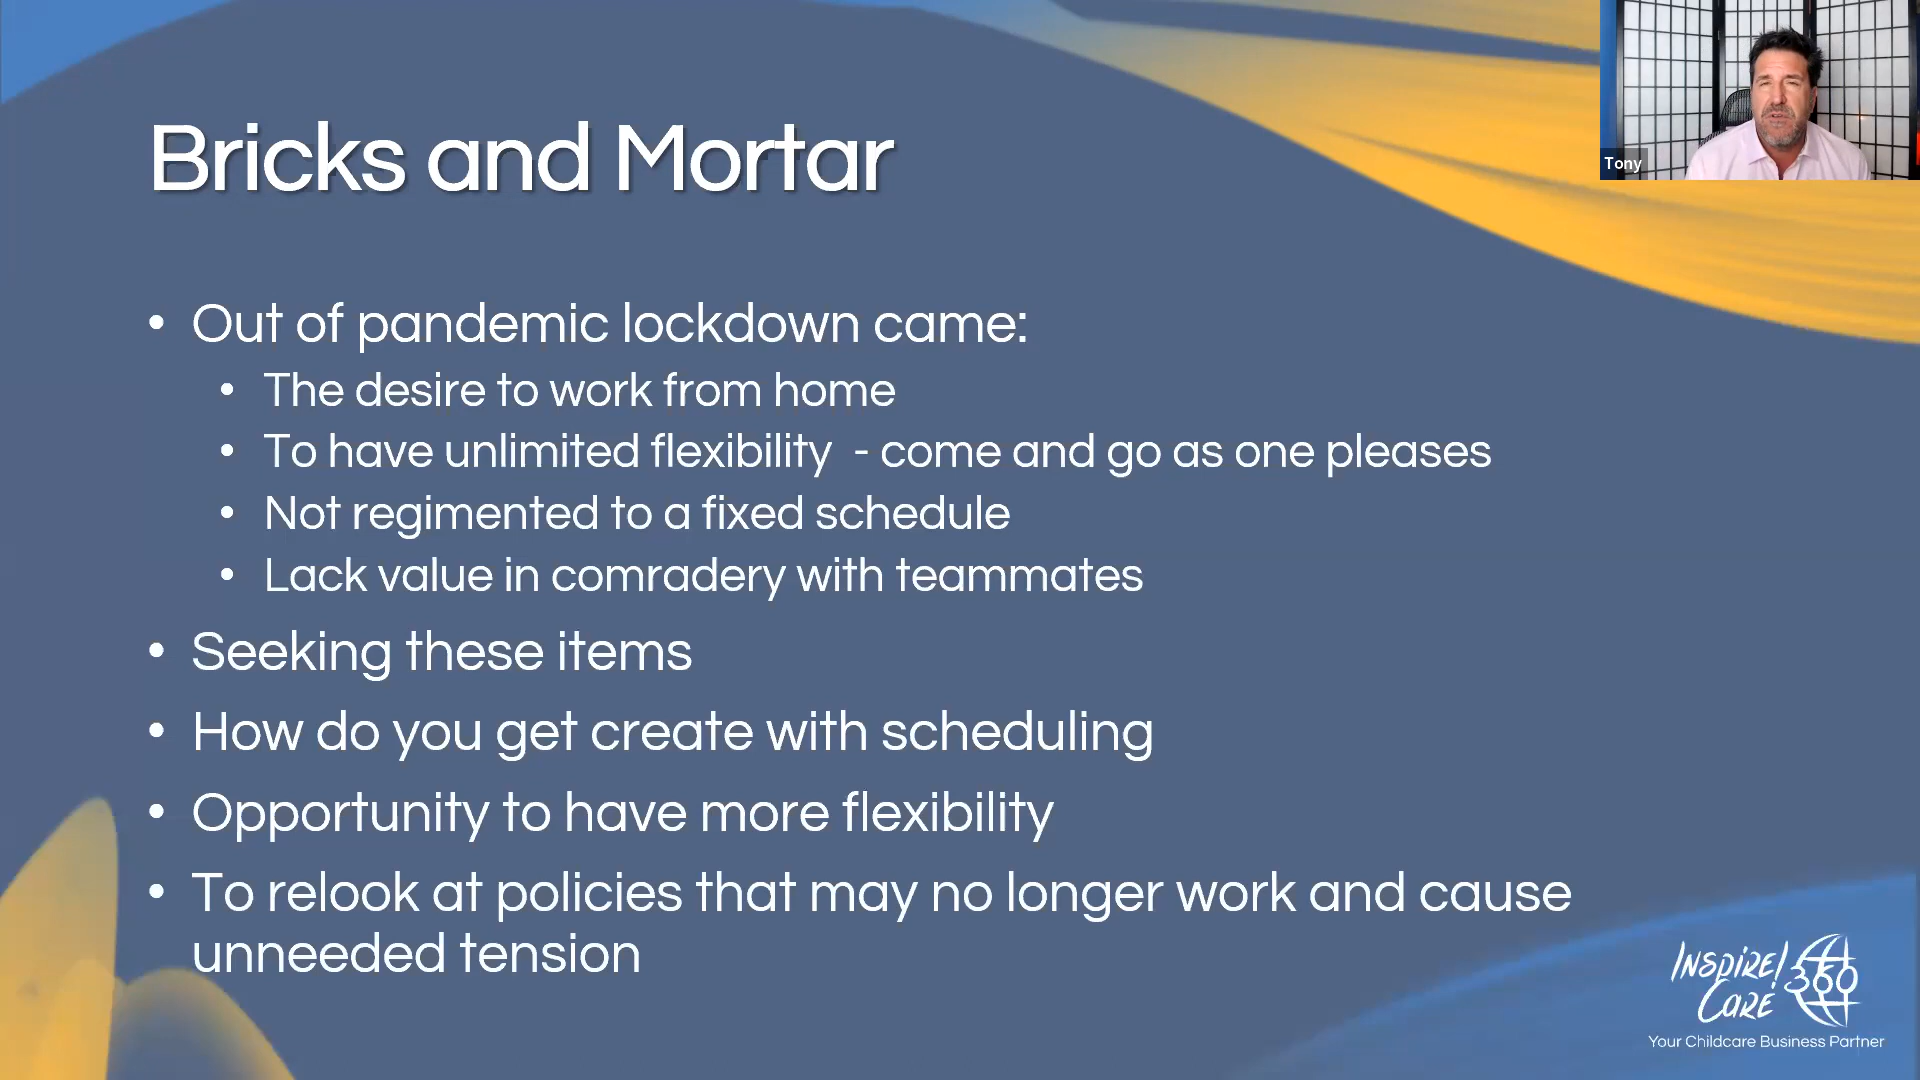 Tony
Bricks and Mortar
• Out of pandemic lockdown came:
• The desire to work from home
• To have unlimited flexibility  - come and go as one pleases
• Not regimented to a fixed schedule
• Lack value in comradery with teammates
• Seeking these items
• How do you get create with scheduling
• Opportunity to have more flexibility
• To relook at policies that may no longer work and cause
unneeded tension
INSPIRE! 360
CARE
Your Childcare Business Partner